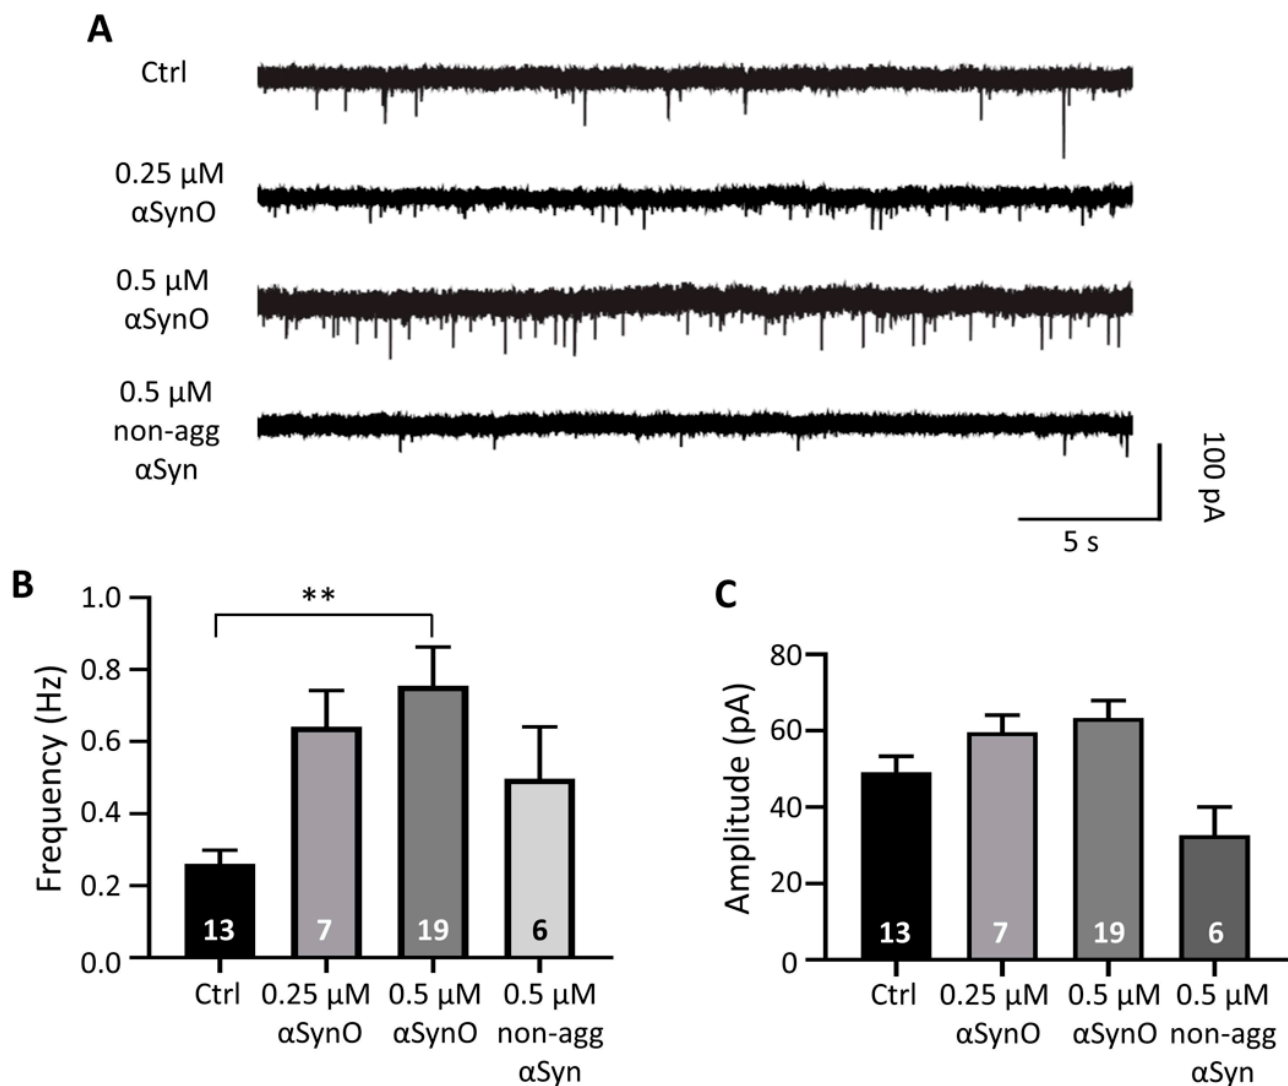 A
Ctrl
0.25 µM
αSynO
0.5 µM
αSynO
0.5 µM
non-agg
αSyn
100 pA
5 s
B
**
1.0
0.8
0.6
0.4
0.2
0.0
Frequency (Hz)
13 7 19 6
Ctrl 0.25 µM 0.5 µM 0.5 µM
αSynO αSynO non-agg
αSyn
C
80
60
40
20
0
Amplitude (pA)
13 7 19 6
Ctrl 0.25 µM 0.5 µM 0.5 µM
αSynO αSynO non-agg
αSyn